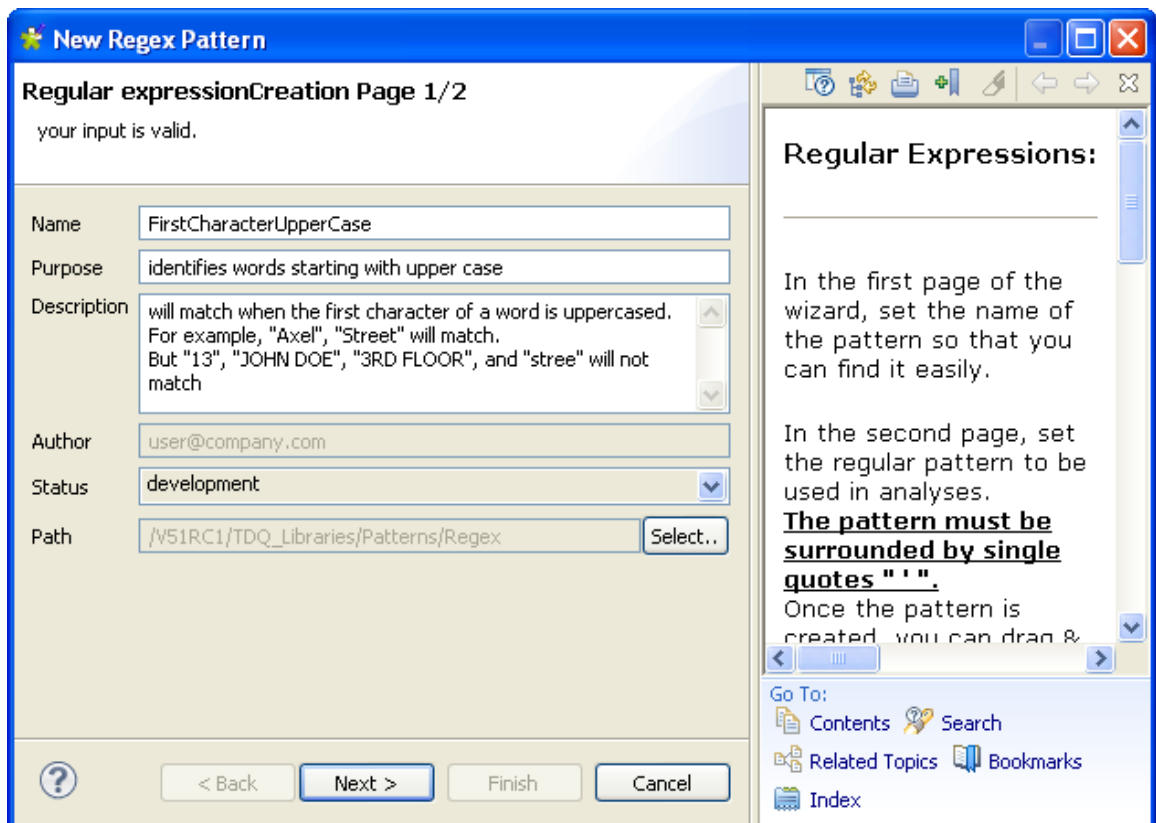 New Regex Pattern
Regular expressionCreation Page 1/2
your input is valid.
Name
FirstCharacterUpperCase
Purpose
identifies words starting with upper case
Description
will match when the first character of a word is uppercased.
For example, "Axel", "Street" will match.
But "13", "JOHN DOE", "3RD FLOOR", and "stree" will not
match
Author
user@company.com
Status
development
Path
/V51RC1/TDQ_Libraries/Patterns/Regex
Select..
< Back
Next >
Finish
Cancel
Regular Expressions:
In the first page of the
wizard, set the name of
the pattern so that you
can find it easily.
In the second page, set
the regular pattern to be
used in analyses.
The pattern must be
surrounded by single
quotes " ' ".
Once the pattern is
created, you can drag &
Go To:
Contents
Search
Related Topics
Bookmarks
Index